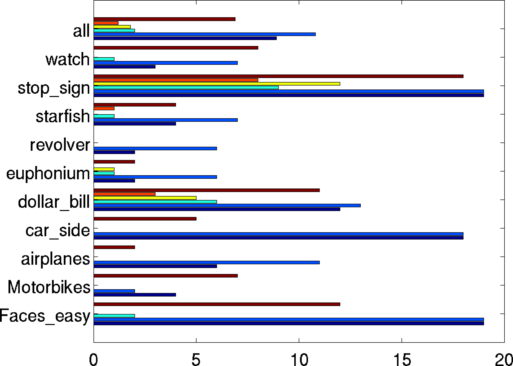 all
watch
stop_sign
starfish
revolver
euphonium
dollar_bill
car_side
airplanes
Motorbikes
Faces_easy
0 5 10 15 20